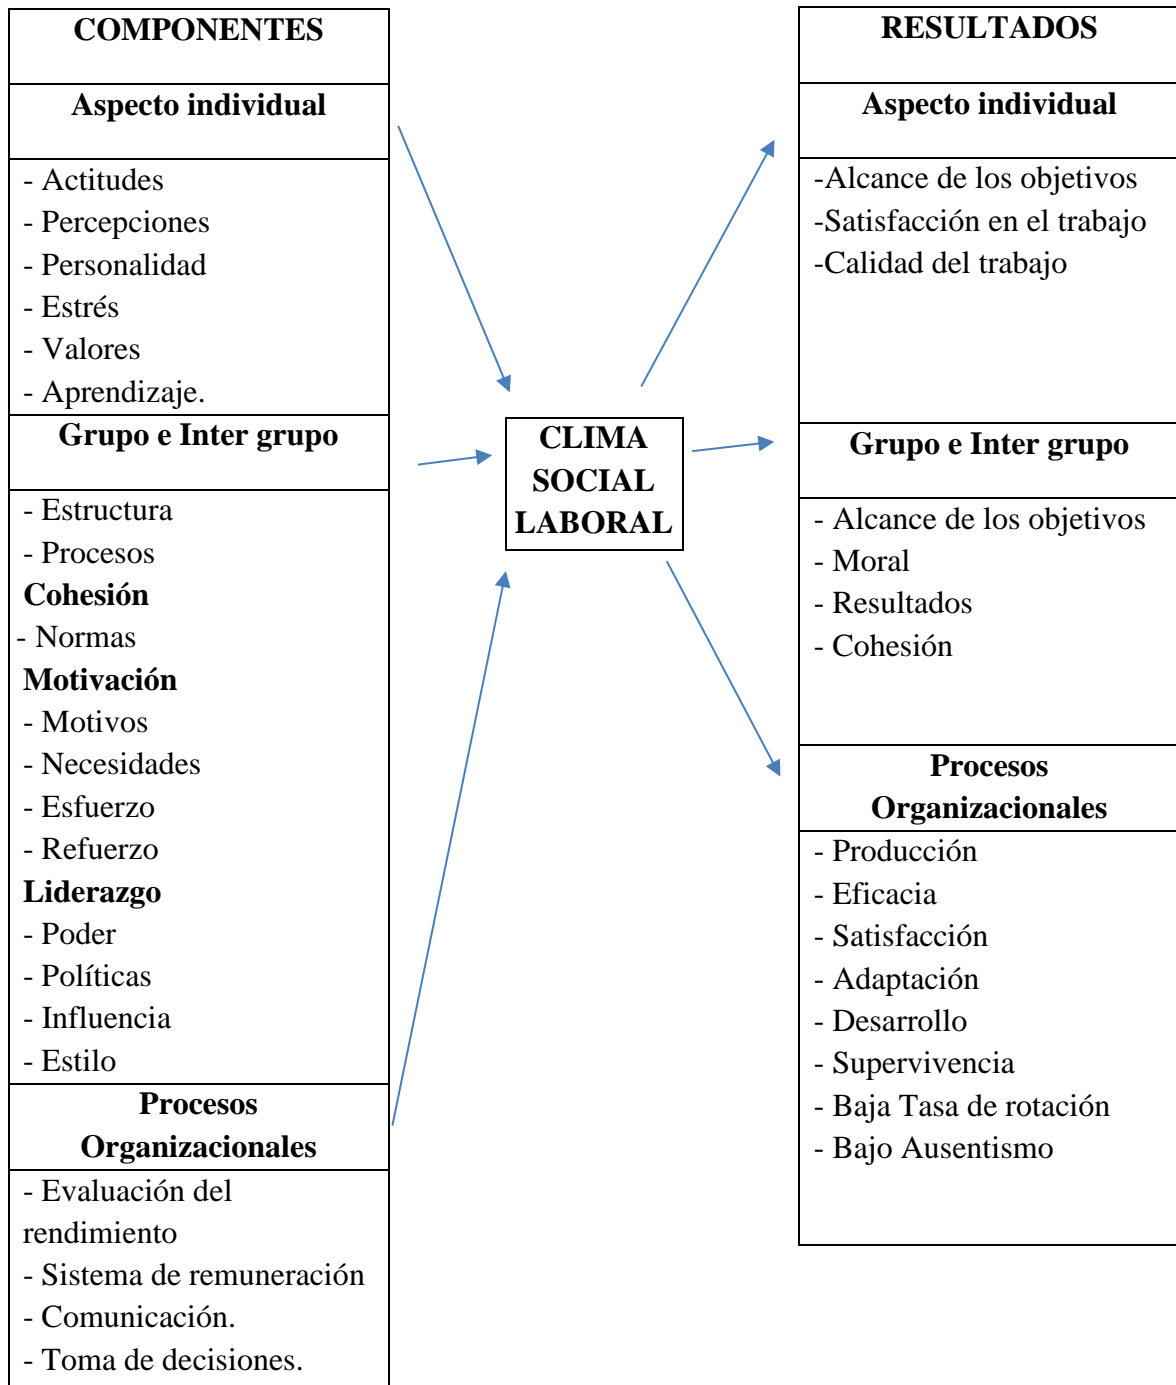 COMPONENTES
Aspecto individual
- Actitudes
- Percepciones
- Personalidad
- Estrés
- Valores
- Aprendizaje.
Grupo e Inter grupo
- Estructura
- Procesos
Cohesión
- Normas
Motivación
- Motivos
- Necesidades
- Esfuerzo
- Refuerzo
Liderazgo
- Poder
- Políticas
- Influencia
- Estilo
Procesos
Organizacionales
- Evaluación del
rendimiento
- Sistema de remuneración
- Comunicación.
- Toma de decisiones.
CLIMA
SOCIAL
LABORAL
RESULTADOS
Aspecto individual
-Alcance de los objetivos
-Satisfacción en el trabajo
-Calidad del trabajo
Grupo e Inter grupo
- Alcance de los objetivos
- Moral
- Resultados
- Cohesión
Procesos
Organizacionales
- Producción
- Eficacia
- Satisfacción
- Adaptación
- Desarrollo
- Supervivencia
- Baja Tasa de rotación
- Bajo Ausentismo